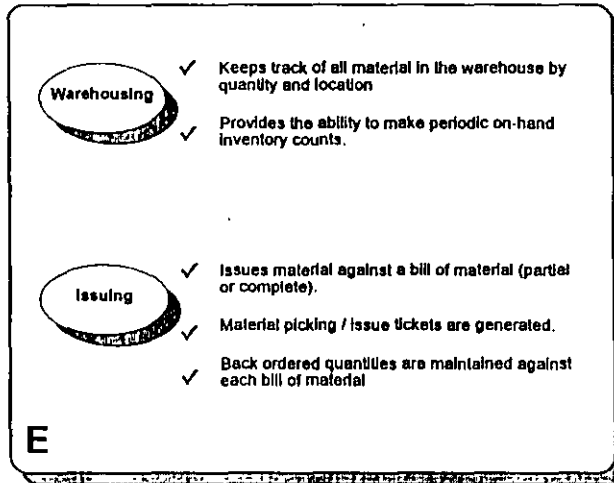 Warehousing
✓ Keeps track of all material in the warehouse by
quantity and location
✓ Provides the ability to make periodic on-hand
inventory counts.
Issuing
✓ Issues material against a bill of material (partial
or complete).
✓ Material picking / issue tickets are generated.
✓ Back ordered quantities are maintained against
each bill of material
E